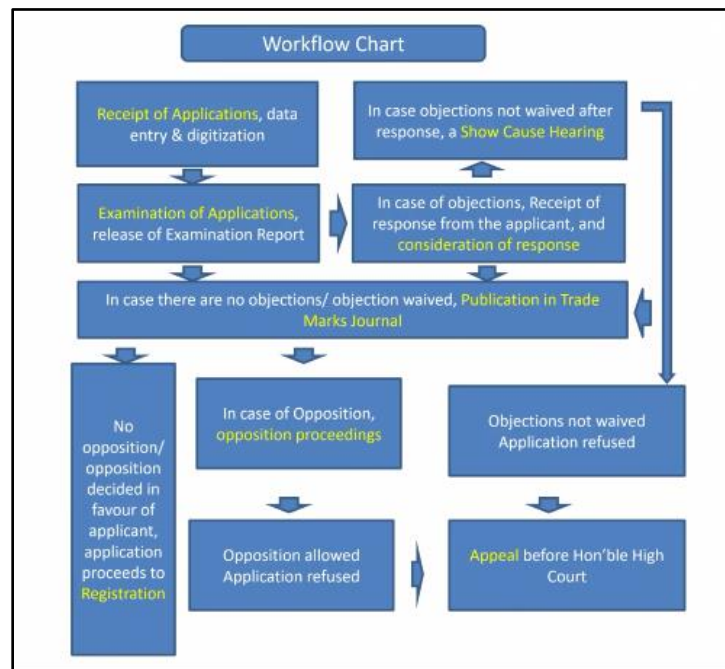 Workflow Chart
Receipt of Applications, data
entry & digitization
In case objections not waived after
response, a Show Cause Hearing
Examination of Applications,
release of Examination Report
In case of objections, Receipt of
response from the applicant, and
consideration of response
In case there are no objections/ objection waived, Publication in Trade
Marks Journal
No
opposition/
opposition
decided in
favour of
applicant,
application
proceeds to
Registration
In case of Opposition,
opposition proceedings
Objections not waived
Application refused
Opposition allowed
Application refused
Appeal before Hon'ble High
Court